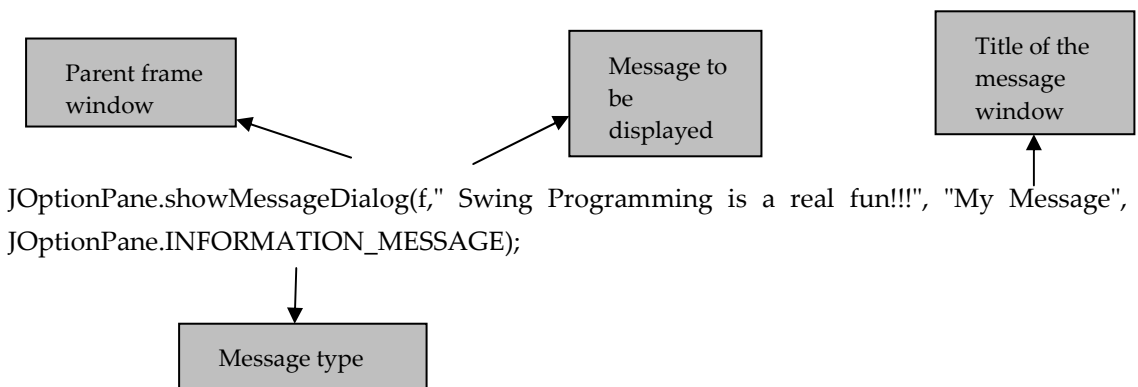 Parent frame
window
Message to
be
displayed
Title of the
message
window
JOptionPane.showMessageDialog(f," Swing Programming is a real fun!!!", "My Message",
JOptionPane.INFORMATION_MESSAGE);
Message type